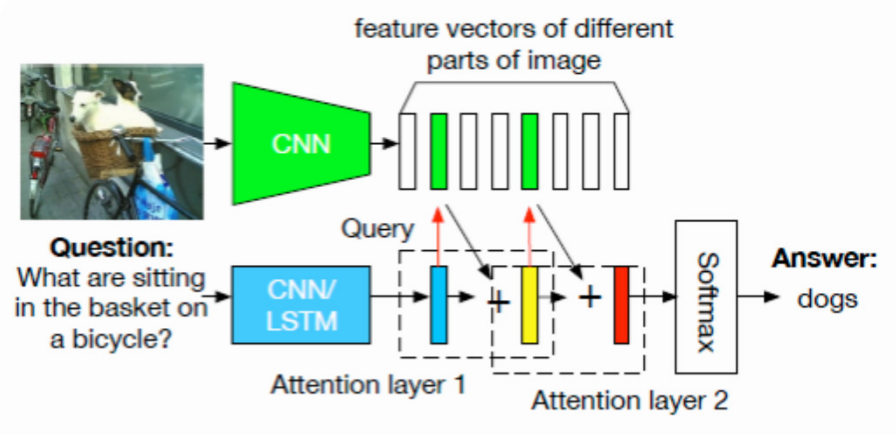 feature vectors of different
parts of image
CNN
Query
Question:
What are sitting
in the basket on
a bicycle?
CNN/
LSTM
+
+
Softmax
Answer:
dogs
Attention layer 1
Attention layer 2